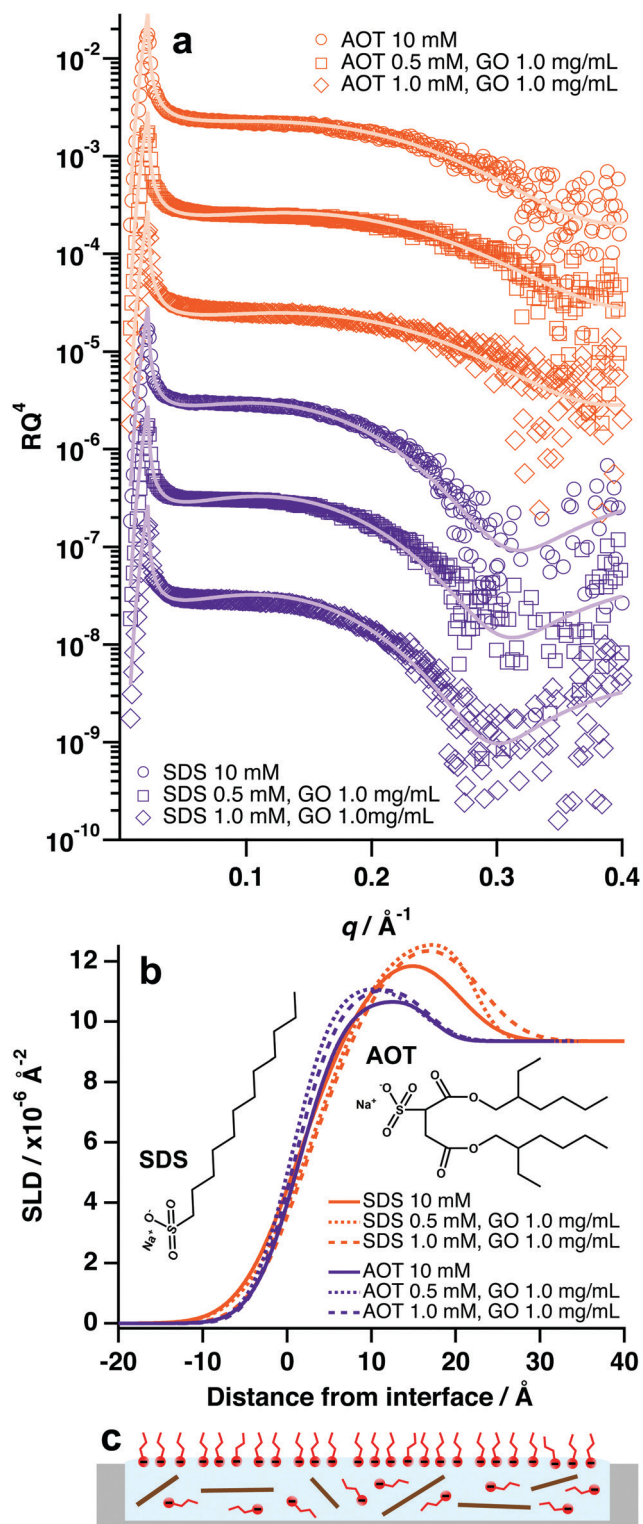 a
AOT 10 mM
AOT 0.5 mM, GO 1.0 mg/mL
AOT 1.0 mM, GO 1.0 mg/mL
10⁻²
10⁻³
10⁻⁴
10⁻⁵
10⁻⁶
10⁻⁷
10⁻⁸
10⁻⁹
10⁻¹⁰
RQ⁴
SDS 10 mM
SDS 0.5 mM, GO 1.0 mg/mL
SDS 1.0 mM, GO 1.0mg/mL
0.1 0.2 0.3 0.4
q / Å⁻¹
b
12
10
8
6
4
2
0
SLD / x10⁻⁶ Å⁻²
SDS
Na⁺ O⁻ S O O
AOT
Na⁺ ⁻O O S O O O O O
SDS 10 mM
SDS 0.5 mM, GO 1.0 mg/mL
SDS 1.0 mM, GO 1.0 mg/mL
AOT 10 mM
AOT 0.5 mM, GO 1.0 mg/mL
AOT 1.0 mM, GO 1.0 mg/mL
-20 -10 0 10 20 30 40
Distance from interface / Å
c